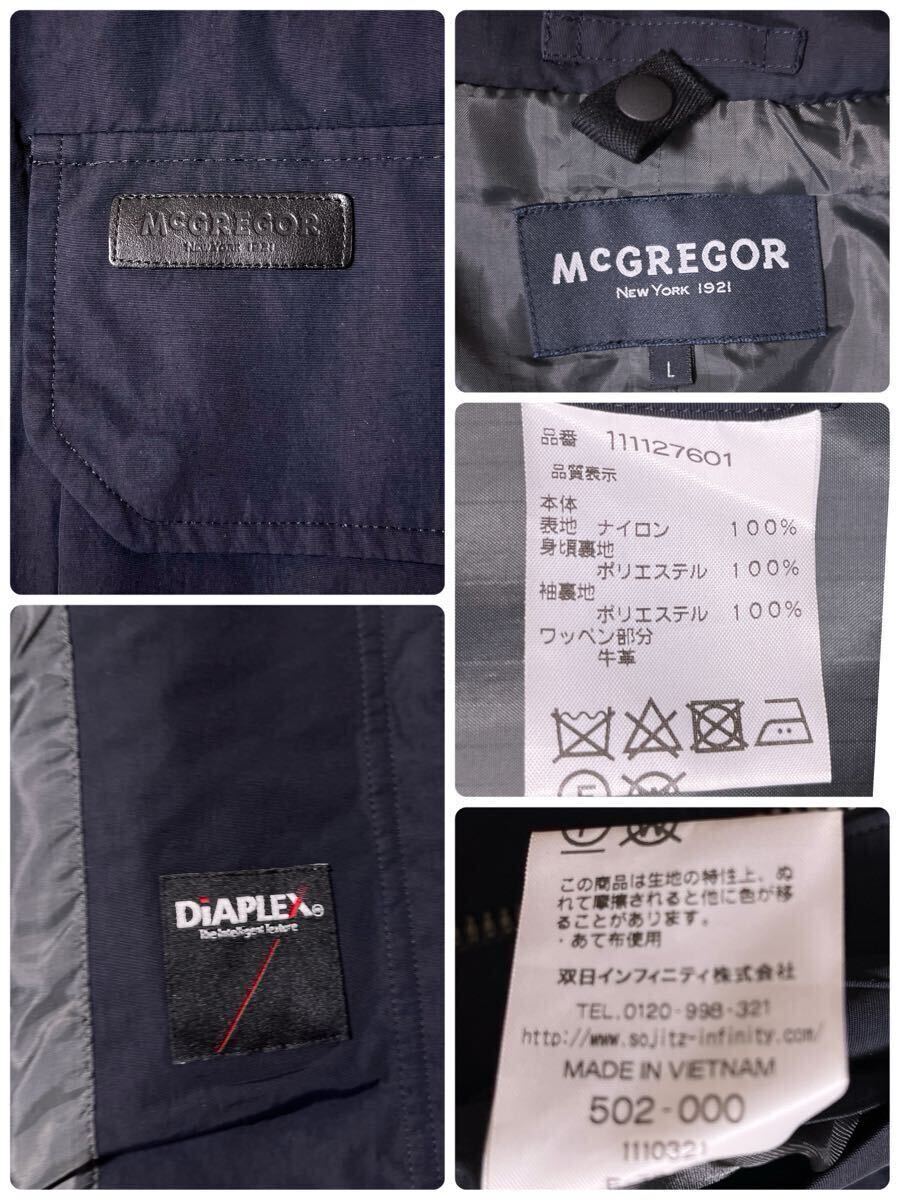 McGREGOR
NEW YORK 1921
McGREGOR
NEW YORK 1921
L
品番 111127601
品質表示
本体
表地 ナイロン 100%
身頃裏地
ポリエステル 100%
袖裏地
ポリエステル 100%
ワッペン部分
牛革
DiAPLEX®
The Intelligent Texture
この商品は生地の特性上、ぬ
れて摩擦されると他に色が移
ることがあります。
・あて布使用
双日インフィニティ株式会社
TEL.0120-998-321
http://www.sojitz-infinity.com/
MADE IN VIETNAM
502-000
1110321